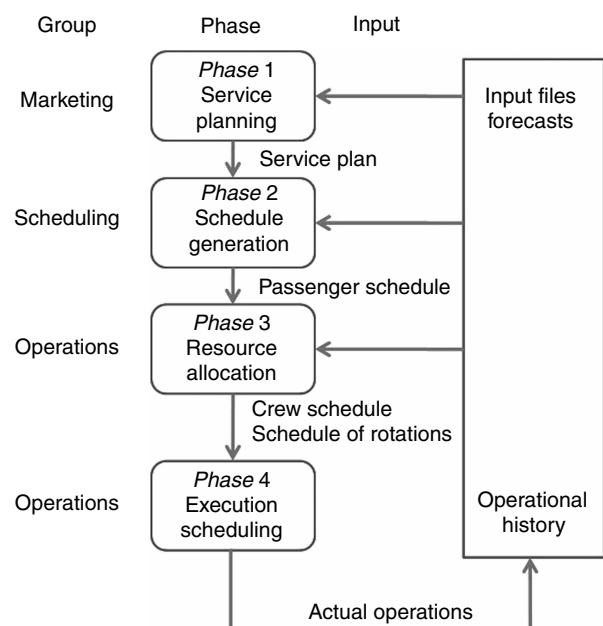 Group Phase Input
Marketing
Phase 1
Service
planning
Input files
forecasts
Service plan
Scheduling
Phase 2
Schedule
generation
Passenger schedule
Operations
Phase 3
Resource
allocation
Crew schedule
Schedule of rotations
Operations
Phase 4
Execution
scheduling
Operational
history
Actual operations